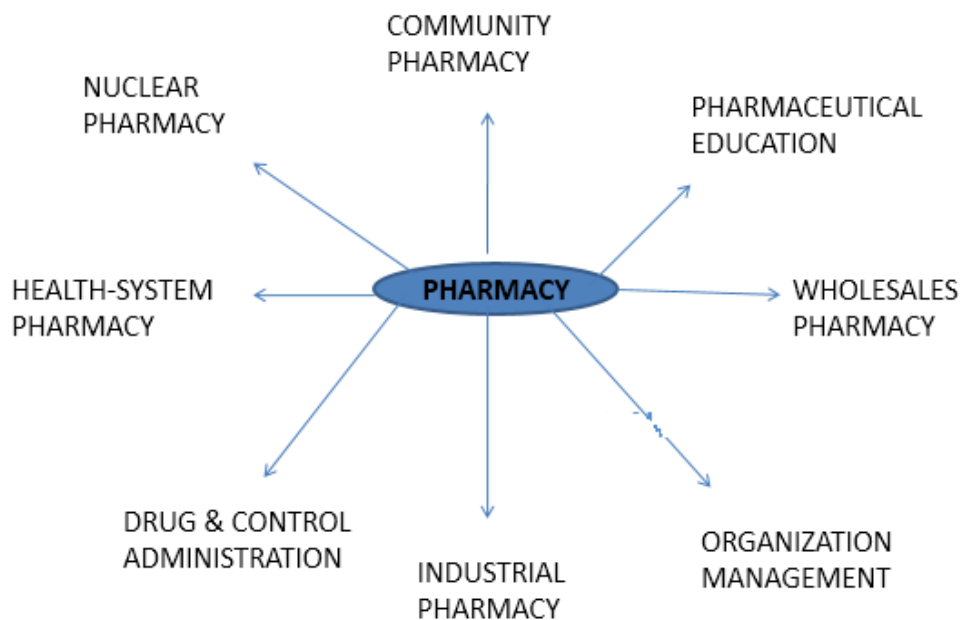 COMMUNITY
PHARMACY
NUCLEAR
PHARMACY
PHARMACEUTICAL
EDUCATION
HEALTH-SYSTEM
PHARMACY
PHARMACY
WHOLESALES
PHARMACY
DRUG & CONTROL
ADMINISTRATION
INDUSTRIAL
PHARMACY
ORGANIZATION
MANAGEMENT